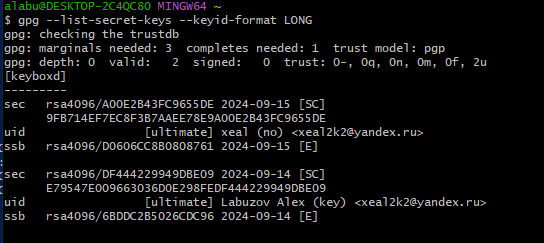 alabu@DESKTOP-2C4QC80 MINGW64 ~
$ gpg --list-secret-keys --keyid-format LONG
gpg: checking the trustdb
gpg: marginals needed: 3  completes needed: 1  trust model: pgp
gpg: depth: 0  valid:   2  signed:   0  trust: 0-, 0q, 0n, 0m, 0f, 2u
[keyboxd]
---------
sec   rsa4096/A00E2B43FC9655DE 2024-09-15 [SC]
      9FB714EF7EC8F3B7AAEE78E9A00E2B43FC9655DE
uid                 [ultimate] xeal (no) <xeal2k2@yandex.ru>
ssb   rsa4096/D0606CC8B0808761 2024-09-15 [E]
sec   rsa4096/DF444229949DBE09 2024-09-14 [SC]
      E79547E009663036D0E298FEDF444229949DBE09
uid                 [ultimate] Labuzov Alex (key) <xeal2k2@yandex.ru>
ssb   rsa4096/6BDDC2B5026CDC96 2024-09-14 [E]